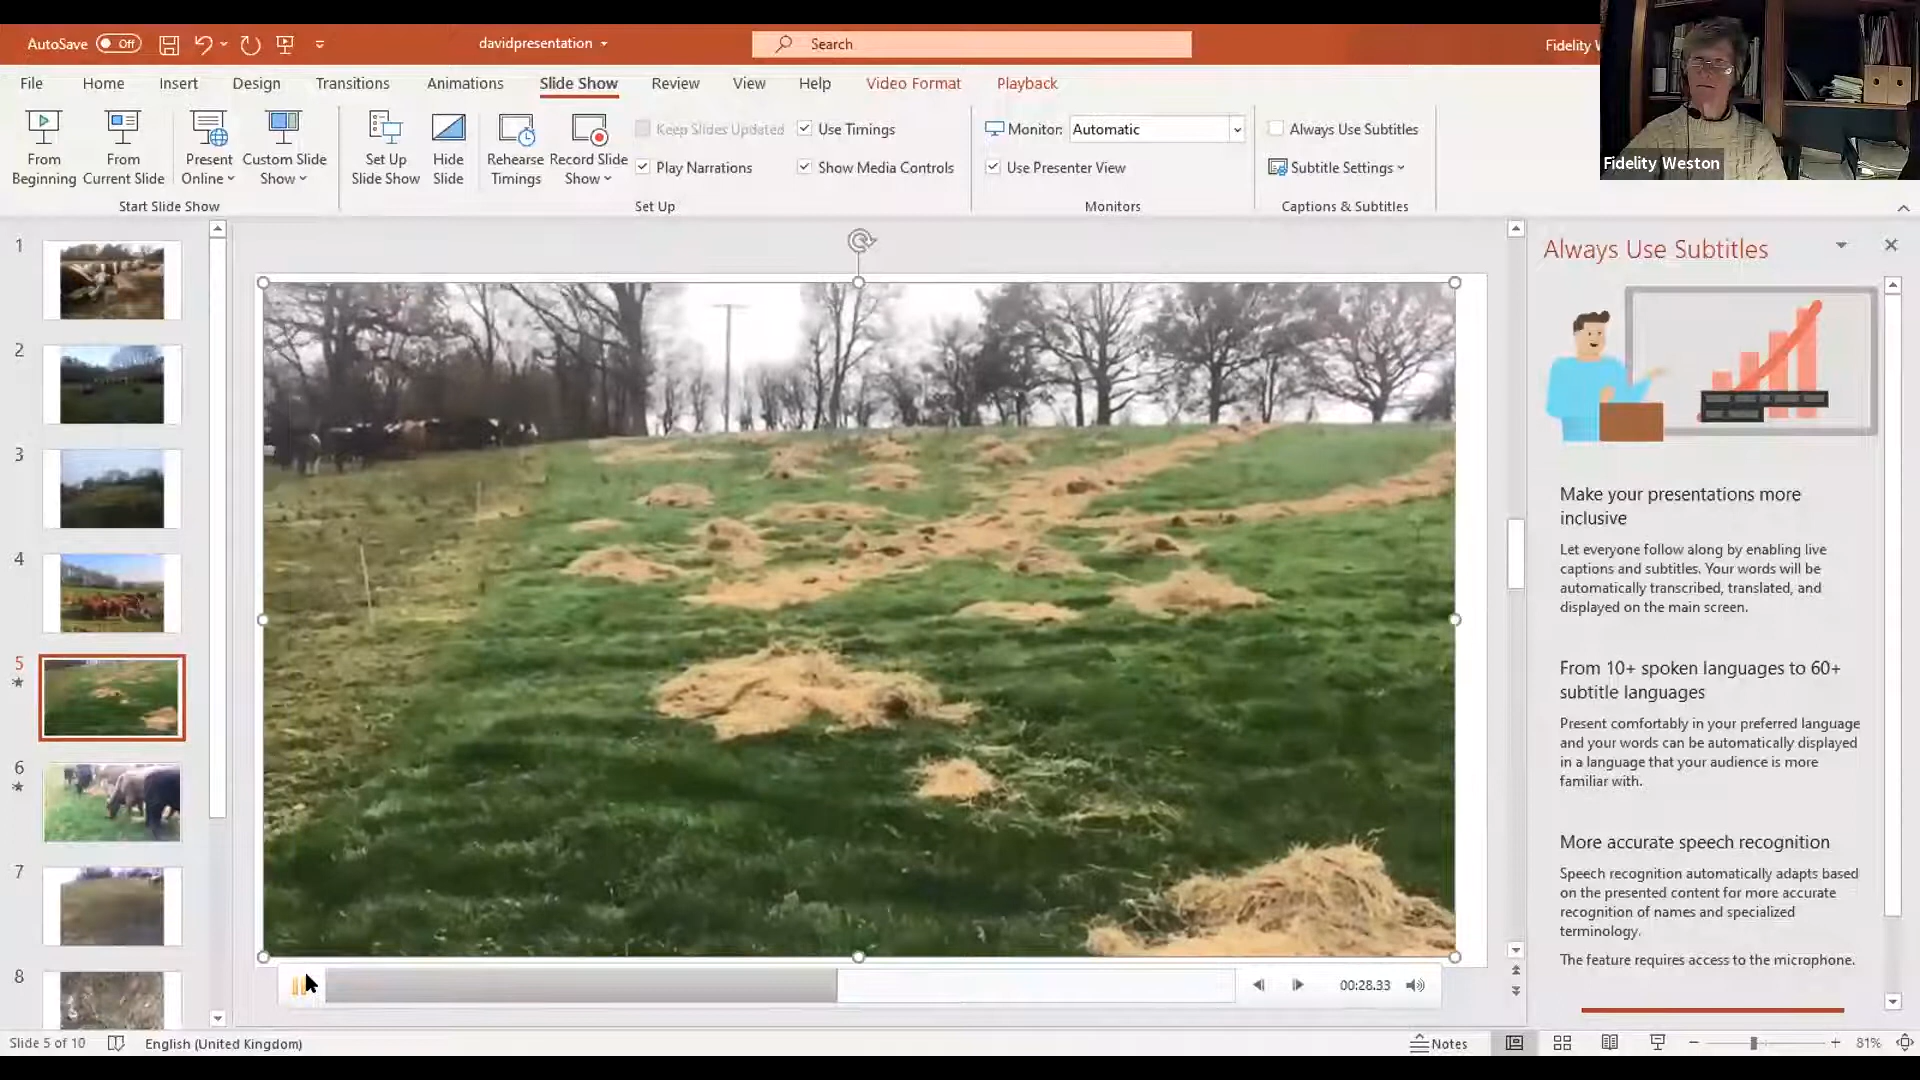 AutoSave Off
davidpresentation
Search
Fidelity W
Fidelity Weston
File Home Insert Design Transitions Animations Slide Show Review View Help Video Format Playback
From Beginning
From Current Slide
Present Online
Custom Slide Show
Start Slide Show
Set Up Slide Show
Hide Slide
Rehearse Timings
Record Slide Show
Keep Slides Updated
Play Narrations
Use Timings
Show Media Controls
Set Up
Monitor: Automatic
Use Presenter View
Monitors
Always Use Subtitles
Subtitle Settings
Captions & Subtitles
1
2
3
4
5
6
7
8
Always Use Subtitles
Make your presentations more
inclusive
Let everyone follow along by enabling live
captions and subtitles. Your words will be
automatically transcribed, translated, and
displayed on the main screen.
From 10+ spoken languages to 60+
subtitle languages
Present comfortably in your preferred language
and your words can be automatically displayed
in a language that your audience is more
familiar with.
More accurate speech recognition
Speech recognition automatically adapts based
on the presented content for more accurate
recognition of names and specialized
terminology.
The feature requires access to the microphone.
00:28.33
Slide 5 of 10 English (United Kingdom)
Notes
81%